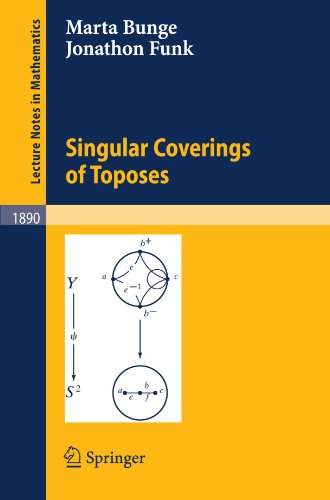 Marta Bunge
Jonathon Funk
Lecture Notes in Mathematics
1890
Singular Coverings
of Toposes
b⁺
e
a
c
e⁻¹
b⁻
Y
ψ
S²
a
b
c
e
f
Springer